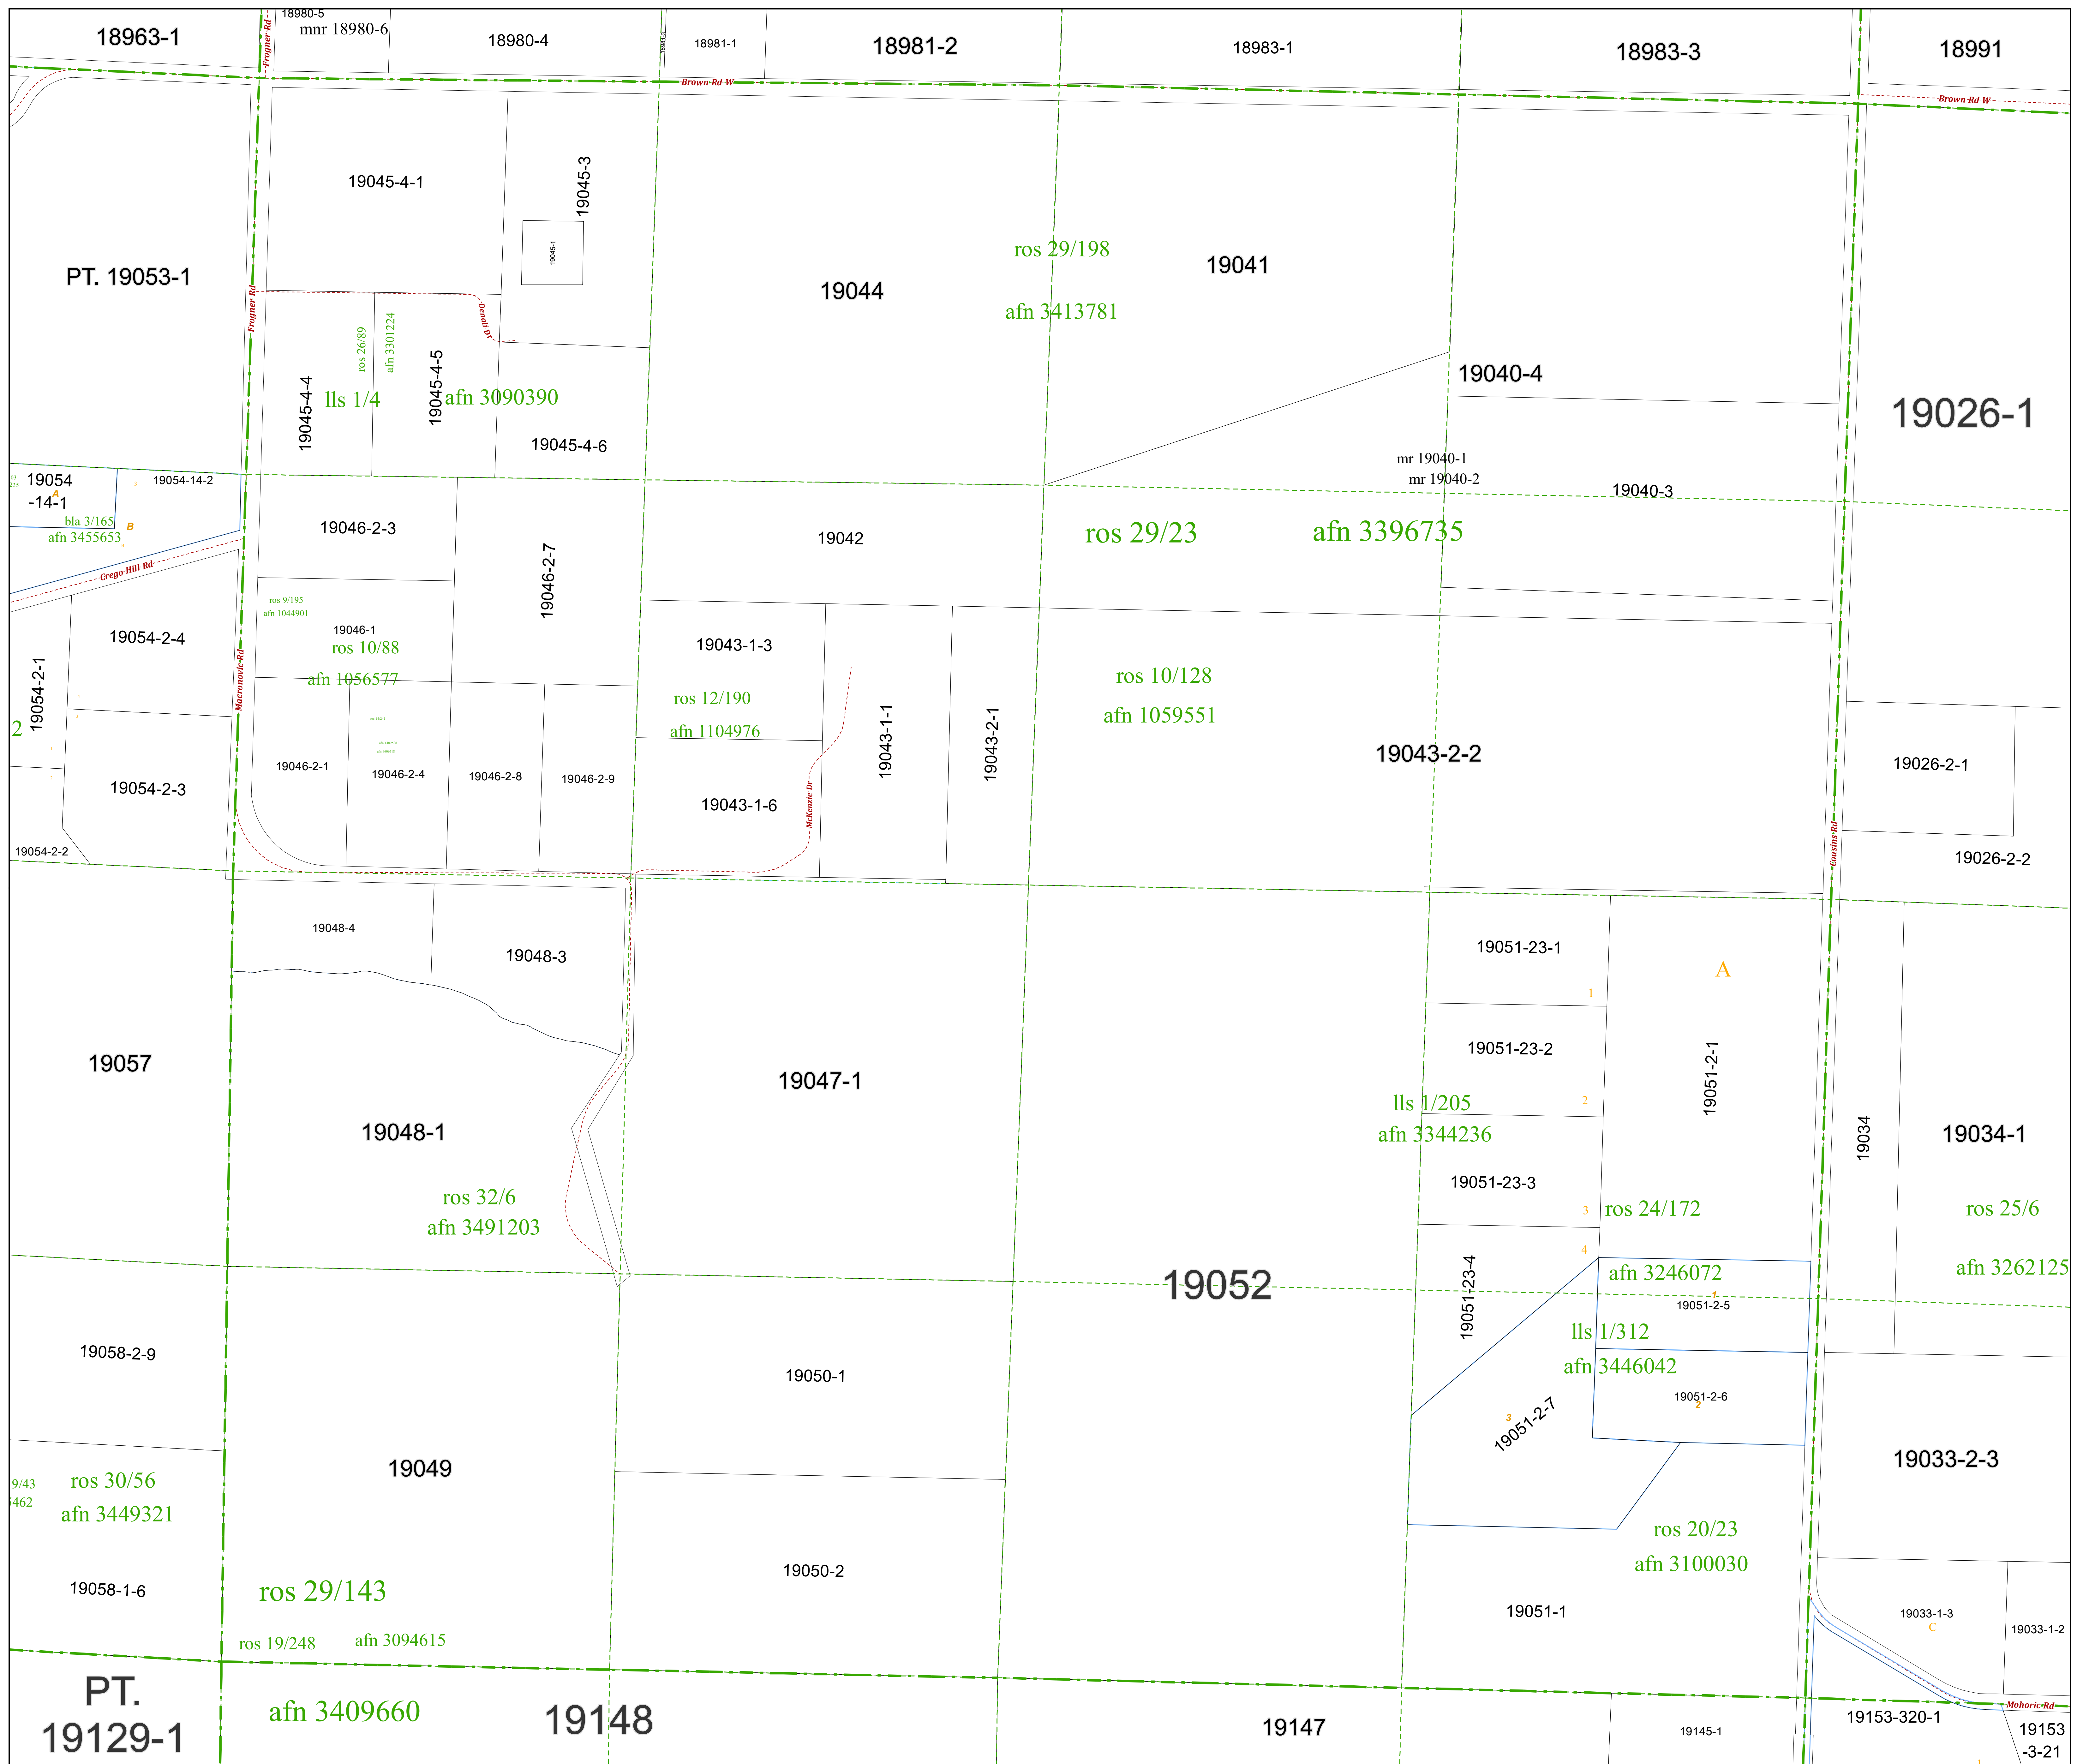 18963-1
Frogner Rd
18980-5
mnr 18980-6
18980-4
18981-1
18981-2
18983-1
18983-3
18991
Brown Rd W
Brown Rd W
19045-4-1
19045-3
19045-1
PT. 19053-1
Frogner Rd
19044
ros 29/198
afn 3413781
19041
19040-4
19026-1
Denali Dr
ros 26/89
afn 3301224
19045-4-4
lls 1/4
19045-4-5
afn 3090390
19045-4-6
mr 19040-1
mr 19040-2
19040-3
19054
-14-1
A
19054-14-2
bla 3/165
B
afn 3455653
Crego Hill Rd
19046-2-3
19046-2-7
19042
ros 29/23
afn 3396735
ros 9/195
afn 1044901
19046-1
ros 10/88
afn 1056577
19054-2-4
19054-2-1
Macronovic Rd
2
19054-2-3
19054-2-2
19043-1-3
ros 12/190
afn 1104976
19043-1-6
McKenzie Dr
19043-1-1
19043-2-1
ros 10/128
afn 1059551
19043-2-2
19046-2-1
19046-2-4
19046-2-8
19046-2-9
19026-2-1
19026-2-2
Cousins Rd
19048-4
19048-3
19057
19047-1
19048-1
ros 32/6
afn 3491203
19051-23-1
1
A
19051-23-2
2
19051-2-1
lls 1/205
afn 3344236
19051-23-3
3
ros 24/172
4
19034
19034-1
ros 25/6
afn 3262125
19052
19051-23-4
afn 3246072
1
19051-2-5
lls 1/312
afn 3446042
19051-2-6
2
3
19051-2-7
19058-2-9
19050-1
19049
19033-2-3
9/43
ros 30/56
afn 3449321
ros 20/23
afn 3100030
19050-2
19058-1-6
ros 29/143
ros 19/248
afn 3094615
19051-1
19033-1-3
C
19033-1-2
PT.
19129-1
afn 3409660
19148
19147
19145-1
19153-320-1
Mohoric Rd
19153
-3-21